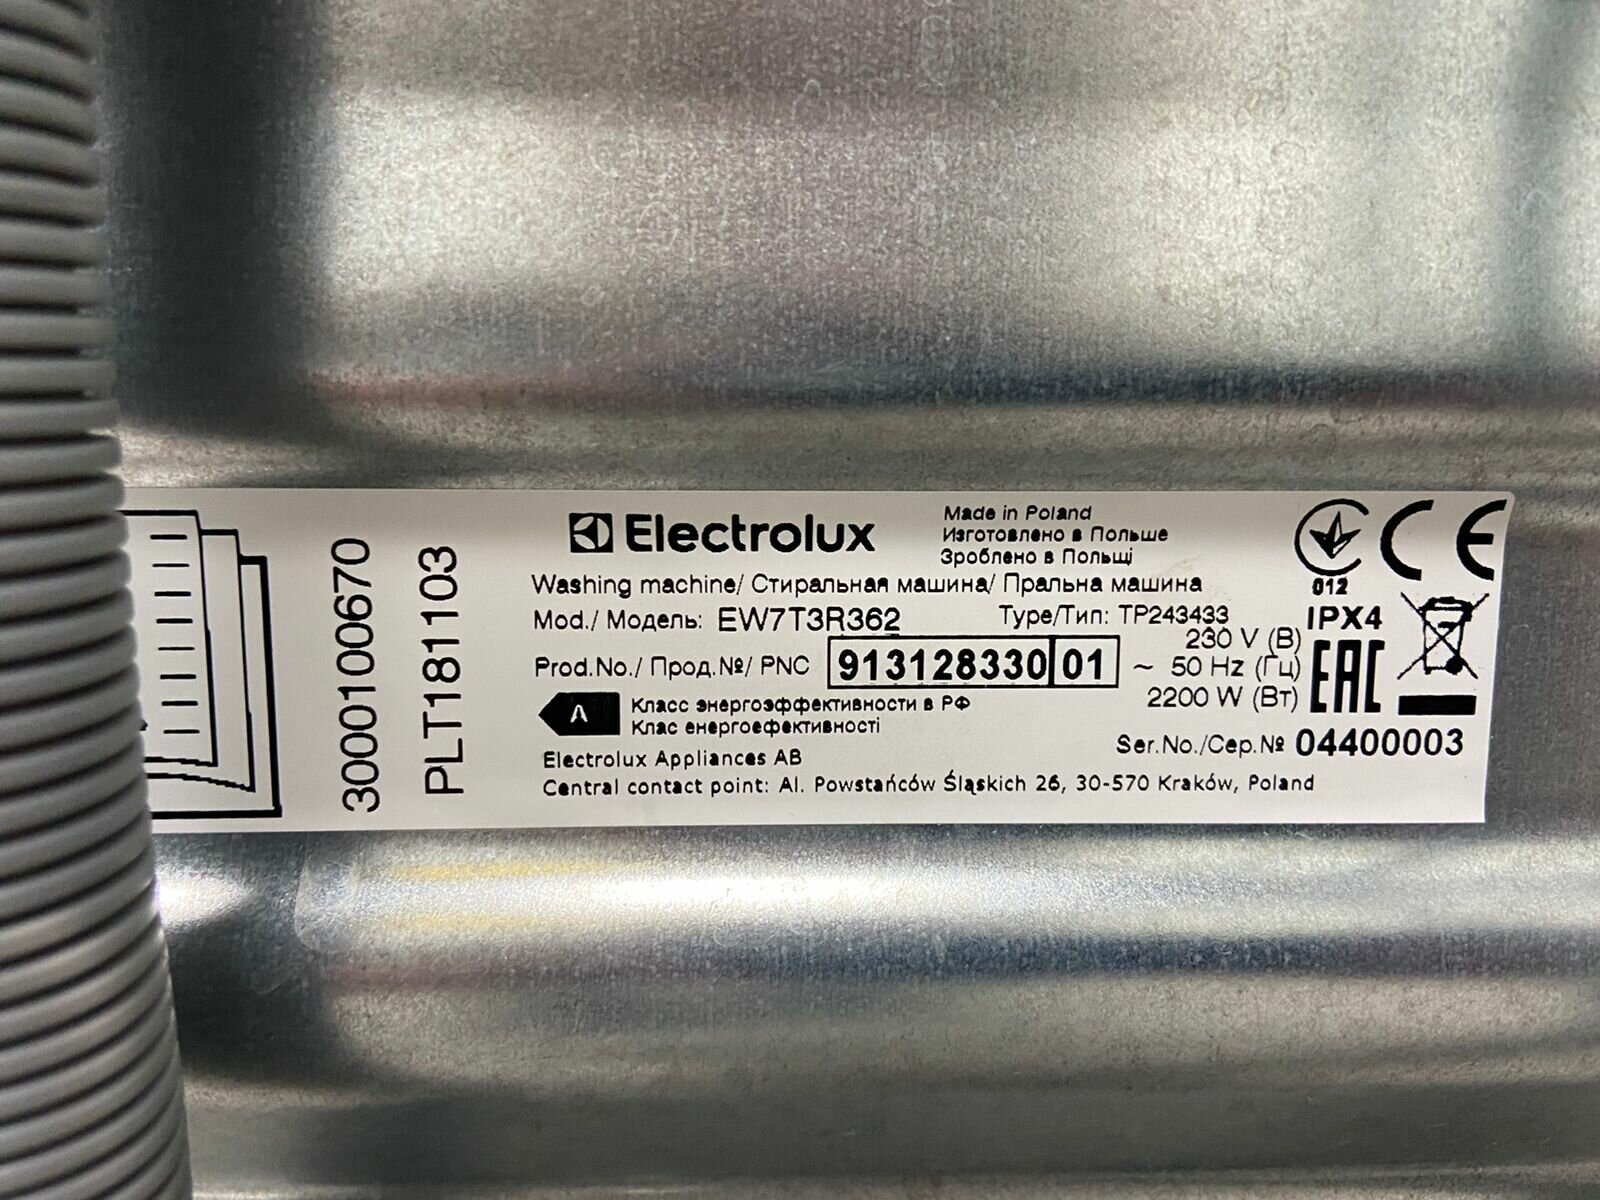 3000100670
PLT181103
Electrolux
Made in Poland
Изготовлено в Польше
Зроблено в Польщі
Washing machine/ Стиральная машина/ Пральна машина
Mod./ Модель: EW7T3R362 Type/Тип: TP243433
Prod.No./ Прод.№/ PNC 913128330 01
230 V (В)
~ 50 Hz (Гц)
2200 W (Вт)
A
Класс энергоэффективности в РФ
Клас енергоефективності
Electrolux Appliances AB
Central contact point: Al. Powstańców Śląskich 26, 30-570 Kraków, Poland
012
CE
IPX4
EAC
Ser.No./Сер.№ 04400003